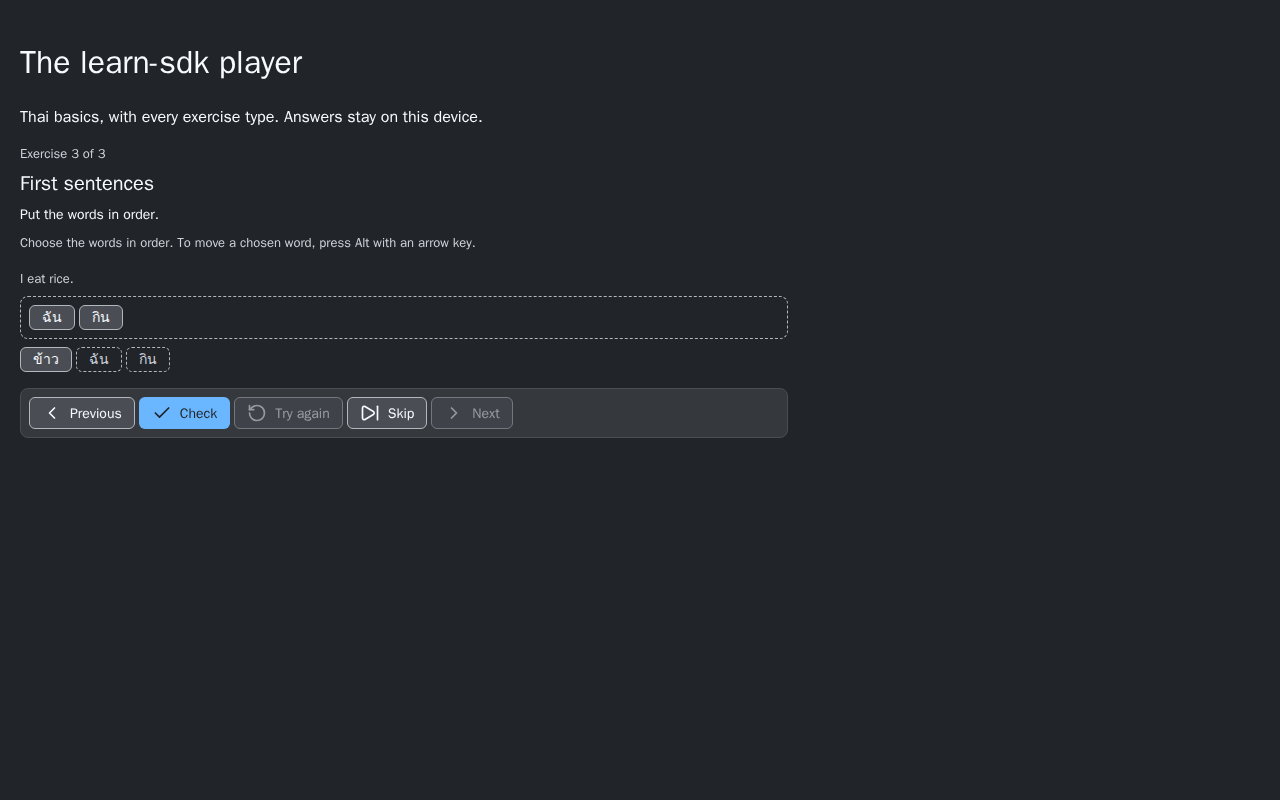 The learn-sdk player
Thai basics, with every exercise type. Answers stay on this device.
Exercise 3 of 3
First sentences
Put the words in order.
Choose the words in order. To move a chosen word, press Alt with an arrow key.
I eat rice.
ฉัน กิน
ข้าว ฉัน กิน
Previous Check Try again Skip Next